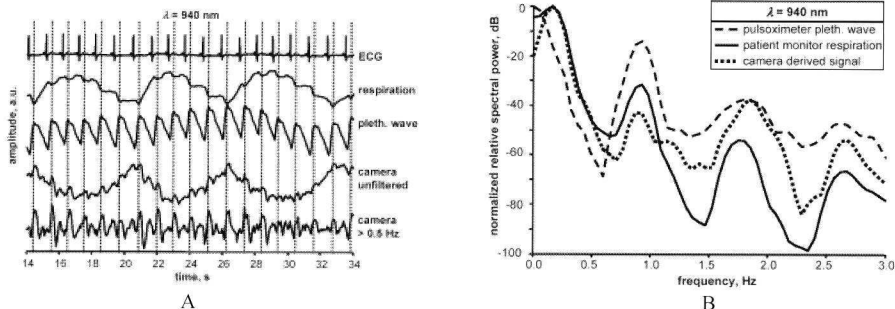 λ = 940 nm
ECG
respiration
pleth. wave
camera
unfiltered
camera
> 0.5 Hz
amplitude, a.u.
14 16 18 20 22 24 26 28 30 32 34
time, s
A
λ = 940 nm
pulsoximeter pleth. wave
patient monitor respiration
camera derived signal
normalized relative spectral power, dB
0
-20
-40
-60
-80
-100
0.0 0.5 1.0 1.5 2.0 2.5 3.0
frequency, Hz
B